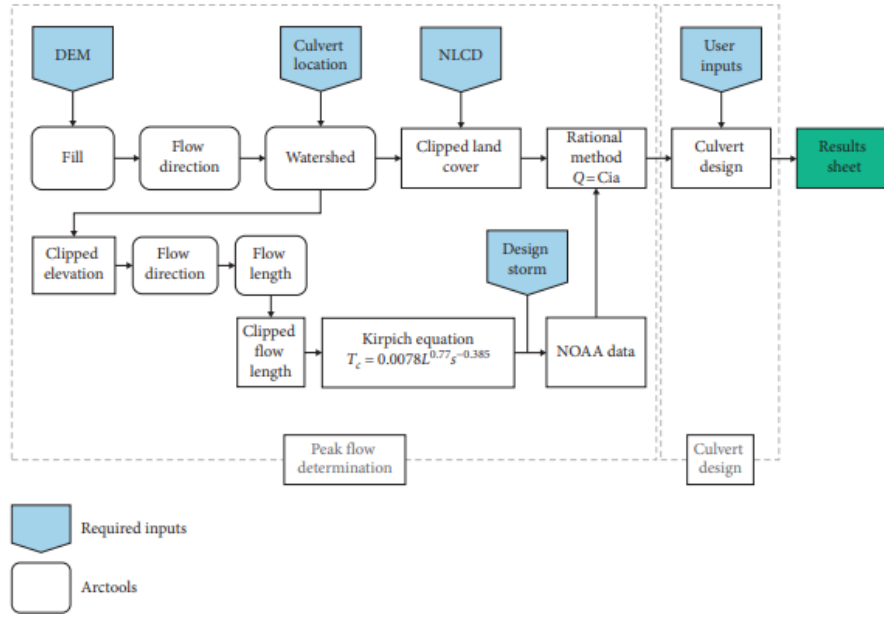 DEM
Culvert
location
NLCD
User
inputs
Fill
Flow
direction
Watershed
Clipped land
cover
Rational
method
Q = Cia
Culvert
design
Results
sheet
Clipped
elevation
Flow
direction
Flow
length
Design
storm
Clipped
flow
length
Kirpich equation
T_c = 0.0078L^0.77 s^−0.385
NOAA data
Peak flow
determination
Culvert
design
Required inputs
Arctools